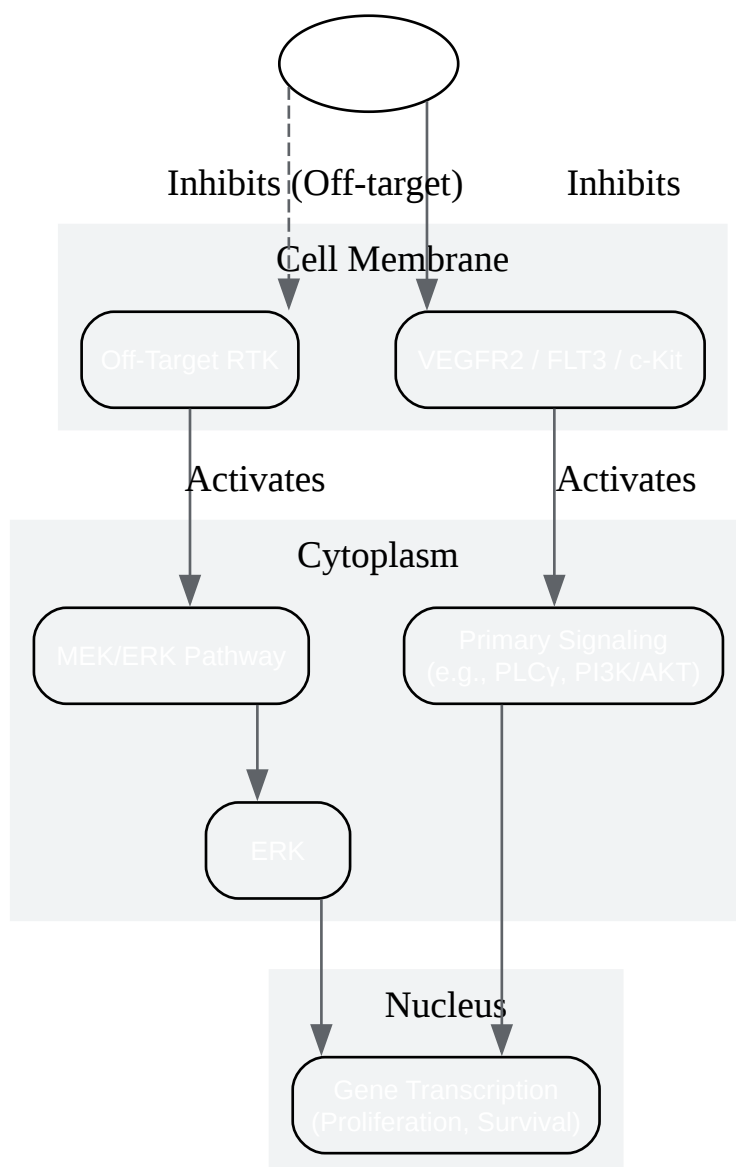 Inhibits (Off-target)
Inhibits
Cell Membrane
Off-Target RTK
VEGFR2 / FLT3 / c-Kit
Activates
Activates
Cytoplasm
MEK/ERK Pathway
Primary Signaling
(e.g., PLCγ, PI3K/AKT)
ERK
Nucleus
Gene Transcription
(Proliferation, Survival)